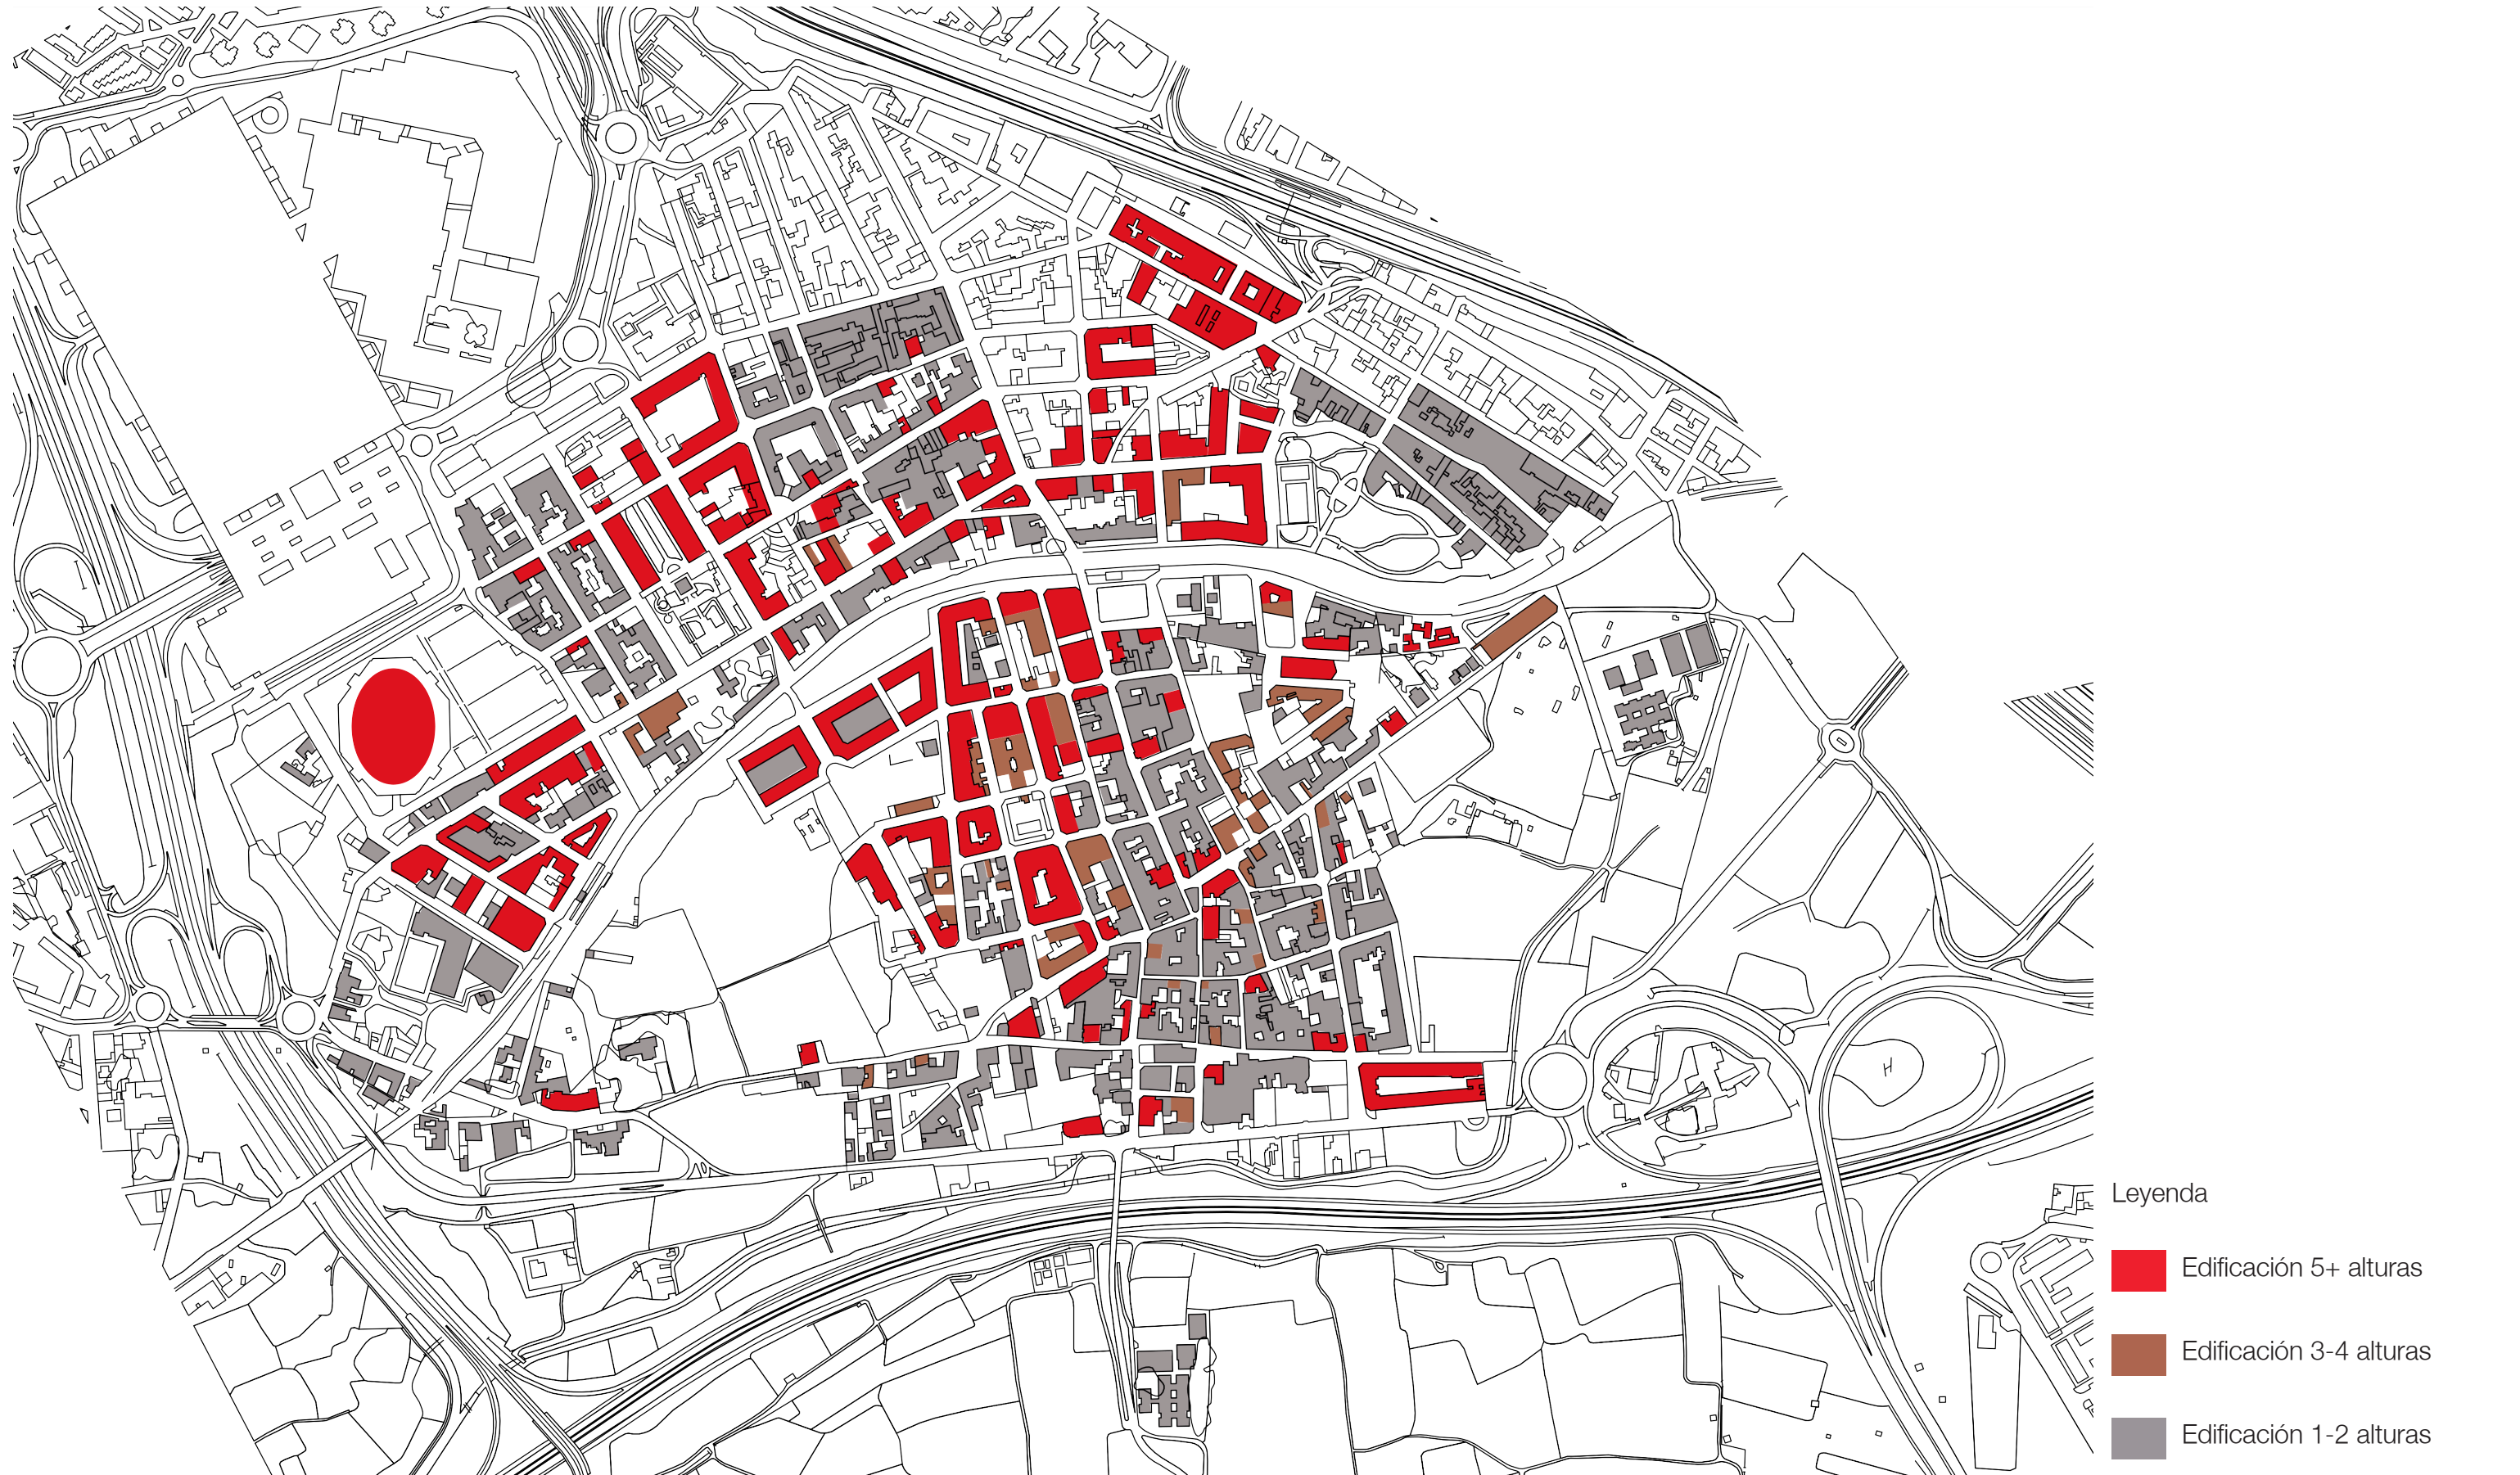 H
Leyenda
Edificación 5+ alturas
Edificación 3-4 alturas
Edificación 1-2 alturas